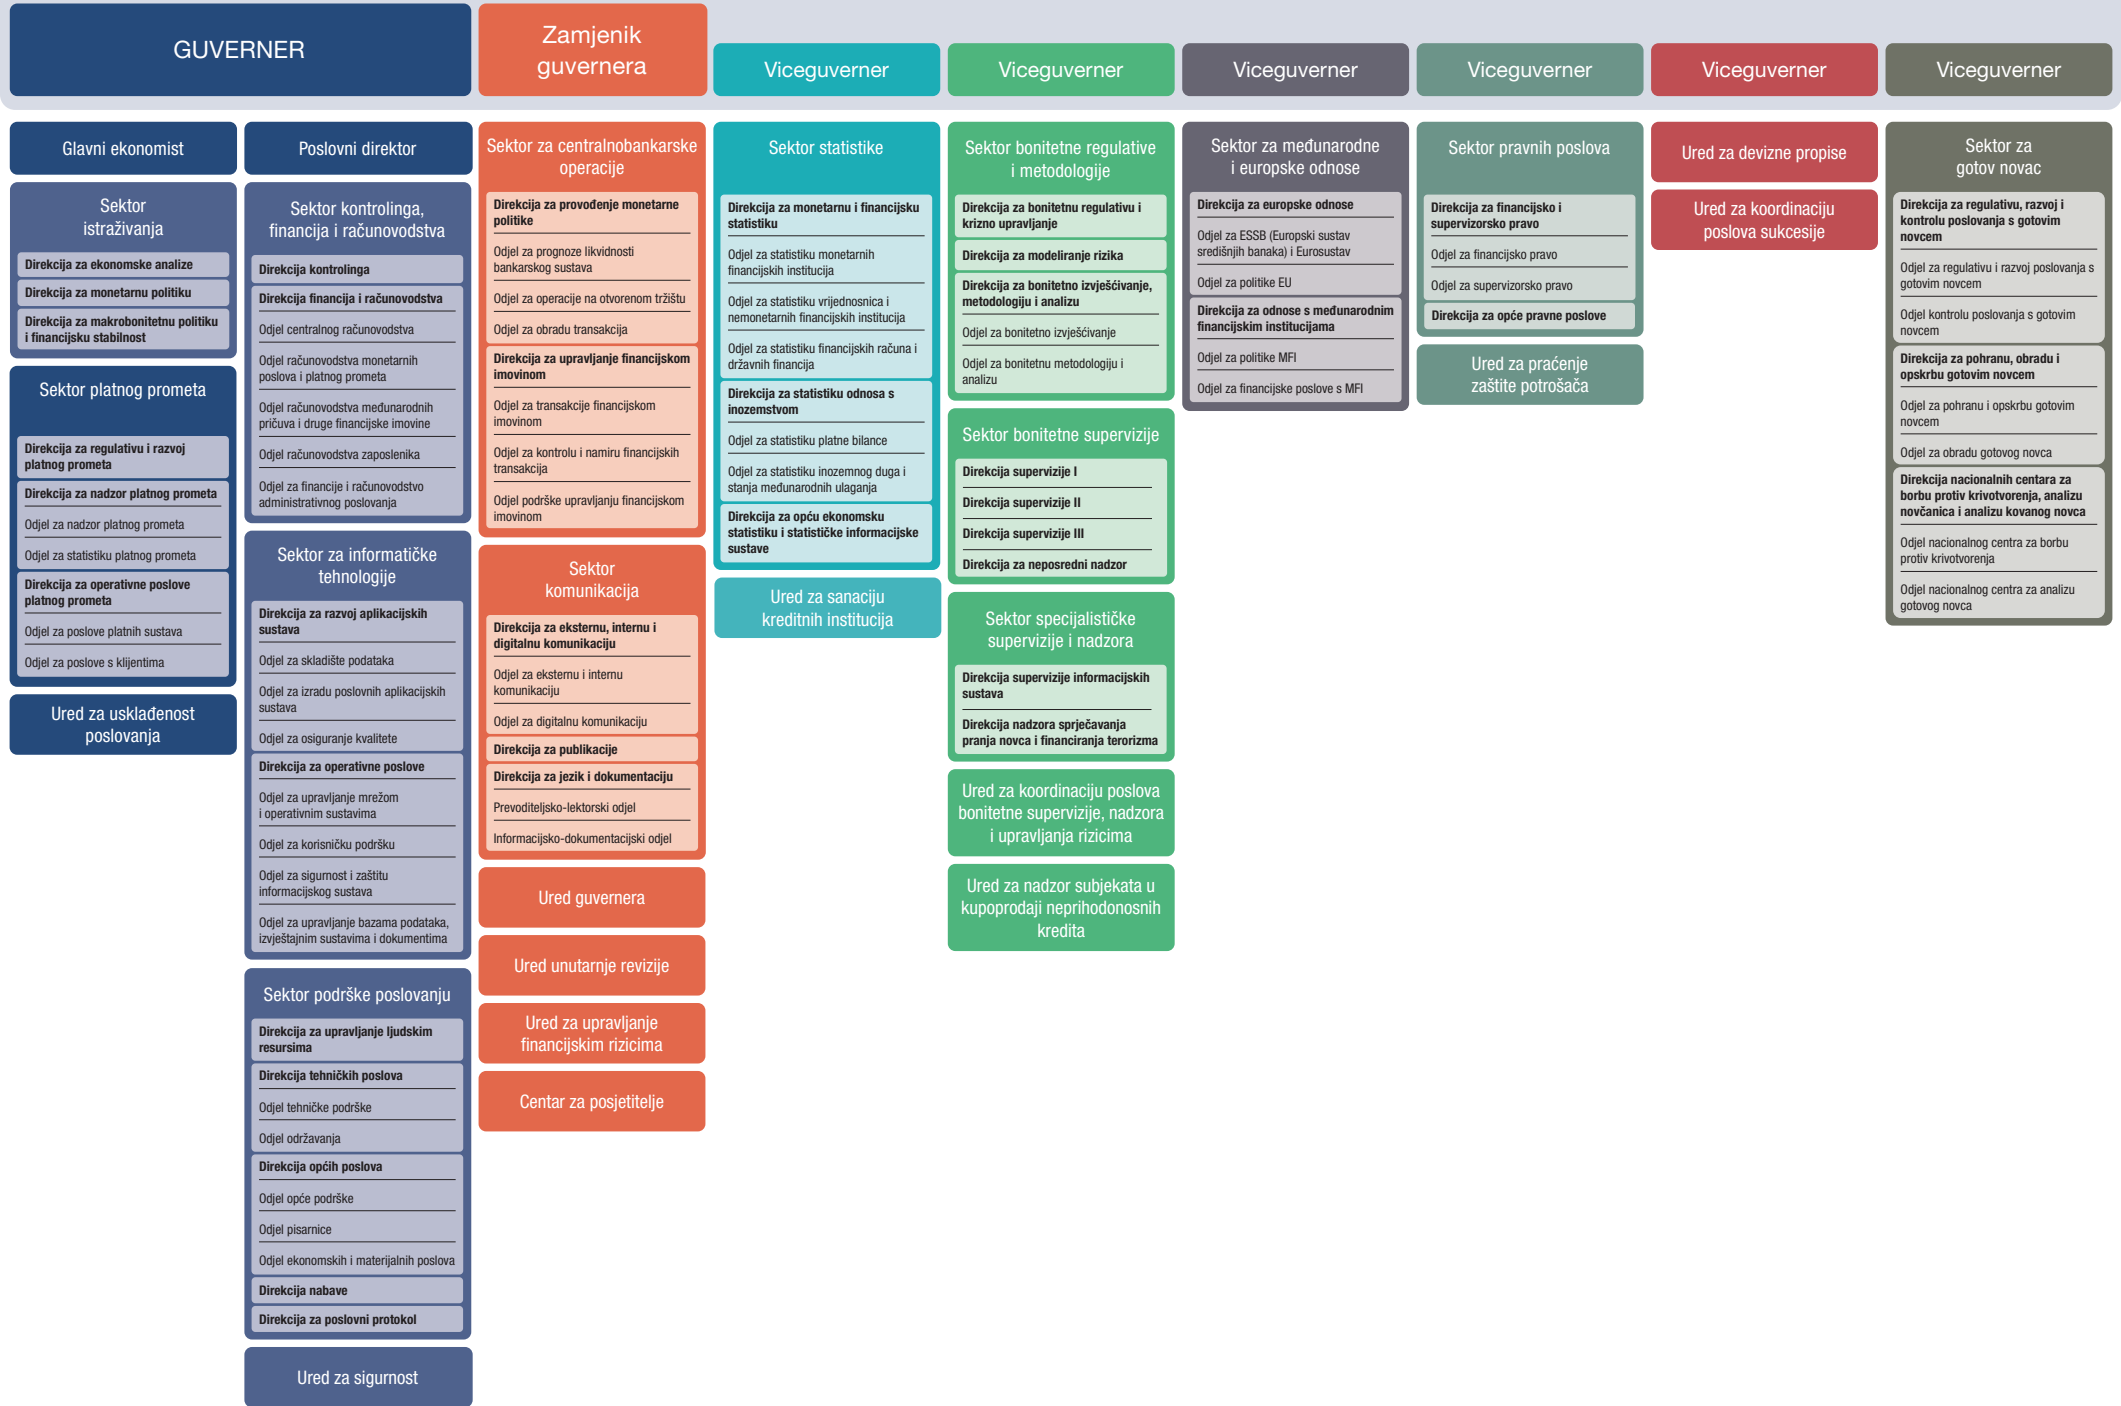 GUVERNER
Zamjenik
guvernera
Viceguverner
Viceguverner
Viceguverner
Viceguverner
Viceguverner
Viceguverner
Glavni ekonomist
Sektor
istraživanja
Direkcija za ekonomske analize
Direkcija za monetarnu politiku
Direkcija za makrobonitetnu politiku
i financijsku stabilnost
Sektor platnog prometa
Direkcija za regulativu i razvoj
platnog prometa
Direkcija za nadzor platnog prometa
Odjel za nadzor platnog prometa
Odjel za statistiku platnog prometa
Direkcija za operativne poslove
platnog prometa
Odjel za poslove platnih sustava
Odjel za poslove s klijentima
Ured za usklađenost
poslovanja
Poslovni direktor
Sektor kontrolinga,
financija i računovodstva
Direkcija kontrolinga
Direkcija financija i računovodstva
Odjel centralnog računovodstva
Odjel računovodstva monetarnih
poslova i platnog prometa
Odjel računovodstva međunarodnih
pričuva i druge financijske imovine
Odjel računovodstva zaposlenika
Odjel za financije i računovodstvo
administrativnog poslovanja
Sektor za informatičke
tehnologije
Direkcija za razvoj aplikacijskih
sustava
Odjel za skladište podataka
Odjel za izradu poslovnih aplikacijskih
sustava
Odjel za osiguranje kvalitete
Direkcija za operativne poslove
Odjel za upravljanje mrežom
i operativnim sustavima
Odjel za korisničku podršku
Odjel za sigurnost i zaštitu
informacijskog sustava
Odjel za upravljanje bazama podataka,
izvještajnim sustavima i dokumentima
Sektor podrške poslovanju
Direkcija za upravljanje ljudskim
resursima
Direkcija tehničkih poslova
Odjel tehničke podrške
Odjel održavanja
Direkcija općih poslova
Odjel opće podrške
Odjel pisarnice
Odjel ekonomskih i materijalnih poslova
Direkcija nabave
Direkcija za poslovni protokol
Ured za sigurnost
Sektor za centralnobankarske
operacije
Direkcija za provođenje monetarne
politike
Odjel za prognoze likvidnosti
bankarskog sustava
Odjel za operacije na otvorenom tržištu
Odjel za obradu transakcija
Direkcija za upravljanje financijskom
imovinom
Odjel za transakcije financijskom
imovinom
Odjel za kontrolu i namiru financijskih
transakcija
Odjel podrške upravljanju financijskom
imovinom
Sektor
komunikacija
Direkcija za eksternu, internu i
digitalnu komunikaciju
Odjel za eksternu i internu
komunikaciju
Odjel za digitalnu komunikaciju
Direkcija za publikacije
Direkcija za jezik i dokumentaciju
Prevoditeljsko-lektorski odjel
Informacijsko-dokumentacijski odjel
Ured guvernera
Ured unutarnje revizije
Ured za upravljanje
financijskim rizicima
Centar za posjetitelje
Sektor statistike
Direkcija za monetarnu i financijsku
statistiku
Odjel za statistiku monetarnih
financijskih institucija
Odjel za statistiku vrijednosnica i
nemonetarnih financijskih institucija
Odjel za statistiku financijskih računa i
državnih financija
Direkcija za statistiku odnosa s
inozemstvom
Odjel za statistiku platne bilance
Odjel za statistiku inozemnog duga i
stanja međunarodnih ulaganja
Direkcija za opću ekonomsku
statistiku i statističke informacijske
sustave
Ured za sanaciju
kreditnih institucija
Sektor bonitetne regulative
i metodologije
Direkcija za bonitetnu regulativu i
krizno upravljanje
Direkcija za modeliranje rizika
Direkcija za bonitetno izvješćivanje,
metodologiju i analizu
Odjel za bonitetno izvješćivanje
Odjel za bonitetnu metodologiju i
analizu
Sektor bonitetne supervizije
Direkcija supervizije I
Direkcija supervizije II
Direkcija supervizije III
Direkcija za neposredni nadzor
Sektor specijalističke
supervizije i nadzora
Direkcija supervizije informacijskih
sustava
Direkcija nadzora sprječavanja
pranja novca i financiranja terorizma
Ured za koordinaciju poslova
bonitetne supervizije, nadzora
i upravljanja rizicima
Ured za nadzor subjekata u
kupoprodaji neprihodonosnih
kredita
Sektor za međunarodne
i europske odnose
Direkcija za europske odnose
Odjel za ESSB (Europski sustav
središnjih banaka) i Eurosustav
Odjel za politike EU
Direkcija za odnose s međunarodnim
financijskim institucijama
Odjel za politike MFI
Odjel za financijske poslove s MFI
Sektor pravnih poslova
Direkcija za financijsko i
supervizorsko pravo
Odjel za financijsko pravo
Odjel za supervizorsko pravo
Direkcija za opće pravne poslove
Ured za praćenje
zaštite potrošača
Ured za devizne propise
Ured za koordinaciju
poslova sukcesije
Sektor za
gotov novac
Direkcija za regulativu, razvoj i
kontrolu poslovanja s gotovim
novcem
Odjel za regulativu i razvoj poslovanja s
gotovim novcem
Odjel kontrolu poslovanja s gotovim
novcem
Direkcija za pohranu, obradu i
opskrbu gotovim novcem
Odjel za pohranu i opskrbu gotovim
novcem
Odjel za obradu gotovog novca
Direkcija nacionalnih centara za
borbu protiv krivotvorenja, analizu
novčanica i analizu kovanog novca
Odjel nacionalnog centra za borbu
protiv krivotvorenja
Odjel nacionalnog centra za analizu
gotovog novca